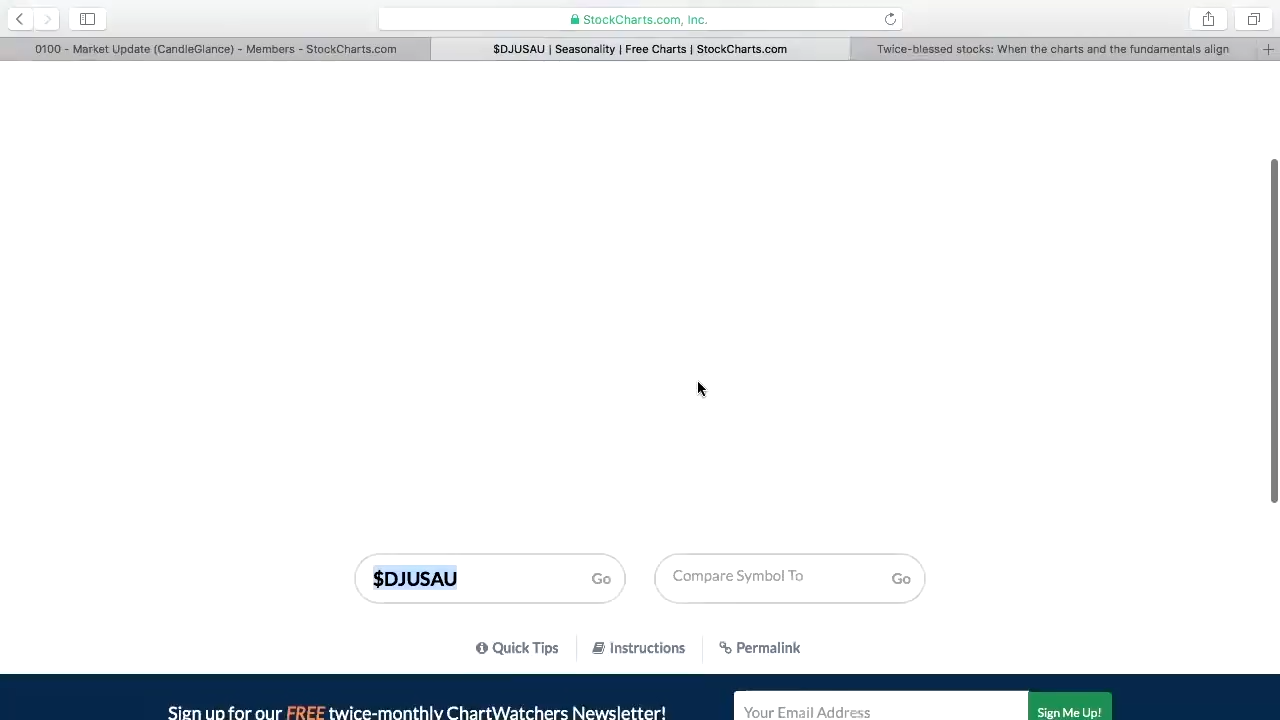 StockCharts.com, Inc.
0100 - Market Update (CandleGlance) - Members - StockCharts.com
$DJUSAU | Seasonality | Free Charts | StockCharts.com
Twice-blessed stocks: When the charts and the fundamentals align
$DJUSAU Go
Compare Symbol To Go
Quick Tips
Instructions
Permalink
Sign up for our FREE twice-monthly ChartWatchers Newsletter!
Your Email Address
Sign Me Up!